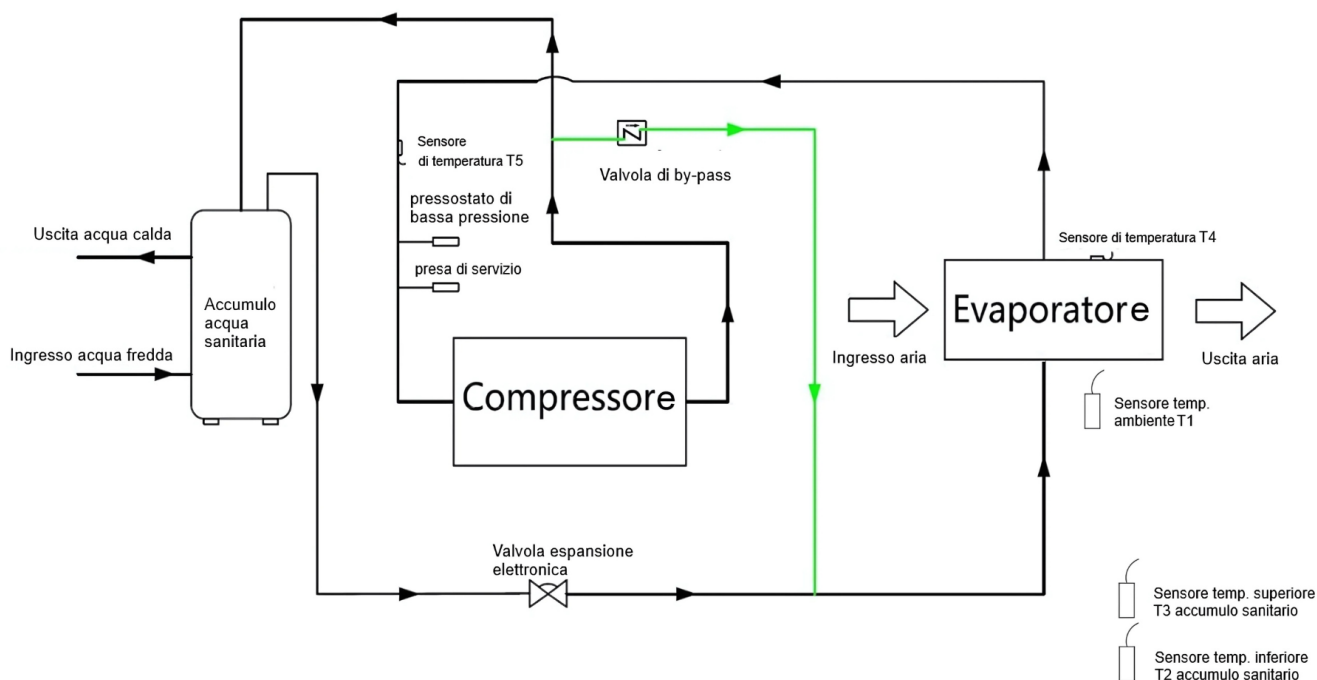 Sensore
di temperatura T5
Valvola di by-pass
pressostato di
bassa pressione
Uscita acqua calda
Sensore di temperatura T4
presa di servizio
Accumulo
acqua
sanitaria
Evaporatore
Ingresso acqua fredda
Ingresso aria
Uscita aria
Compressore
Sensore temp.
ambiente T1
Valvola espansione
elettronica
Sensore temp. superiore
T3 accumulo sanitario
Sensore temp. inferiore
T2 accumulo sanitario